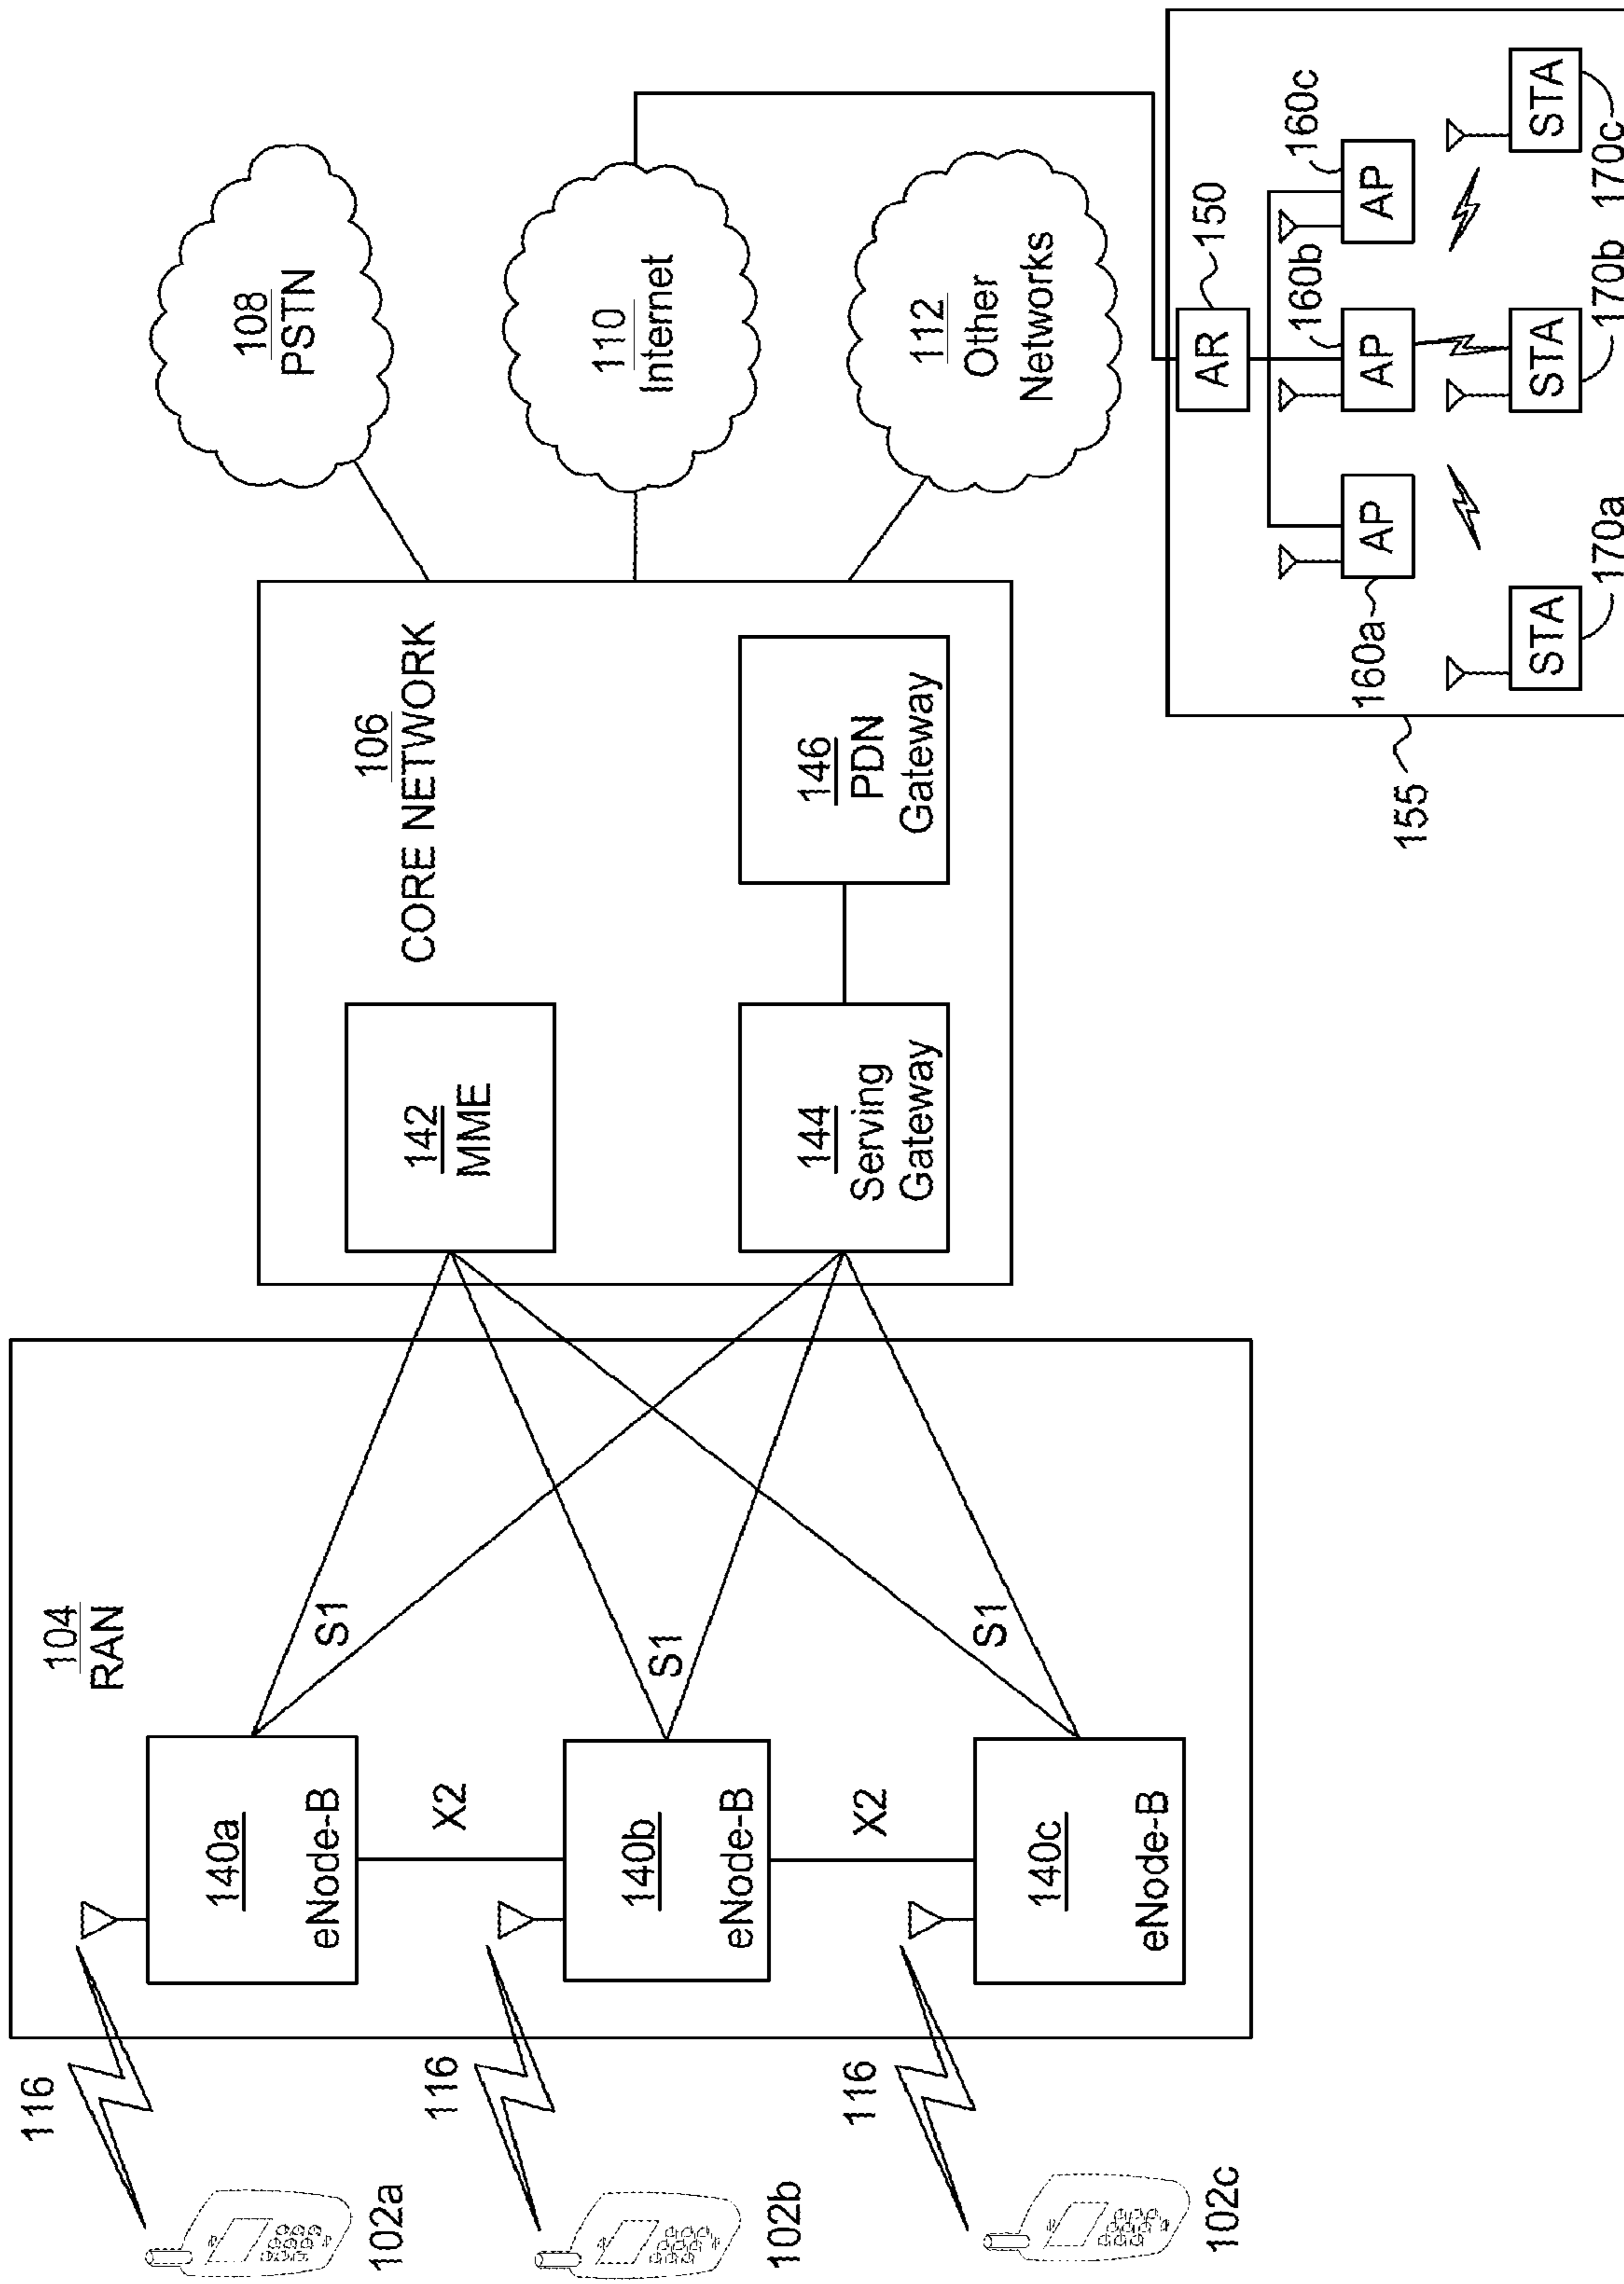 116
102a
116
102b
116
102c
104
RAN
140a
eNode-B
X2
140b
eNode-B
X2
140c
eNode-B
S1
S1
S1
106
CORE NETWORK
142
MME
144
Serving
Gateway
146
PDN
Gateway
108
PSTN
110
Internet
112
Other
Networks
155
AR
150
AP
160a
AP
160b
AP
160c
STA
170a
STA
170b
STA
170c